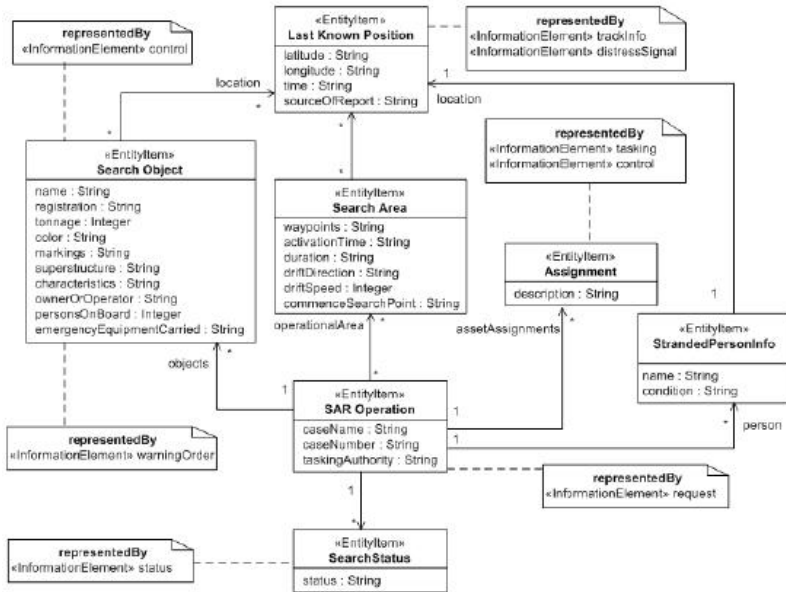 «EntityItem»
Last Known Position
latitude : String
longitude : String
time : String
sourceOfReport : String
representedBy
«InformationElement» control
representedBy
«InformationElement» trackInfo
«InformationElement» distressSignal
location
*
*
*
*
1
location
representedBy
«InformationElement» tasking
«InformationElement» control
«EntityItem»
Search Object
name : String
registration : String
tonnage : Integer
color : String
markings : String
superstructure : String
characteristics : String
ownerOrOperator : String
personsOnBoard : Integer
emergencyEquipmentCarried : String
«EntityItem»
Search Area
waypoints : String
activationTime : String
duration : String
driftDirection : String
driftSpeed : Integer
commenceSearchPoint : String
«EntityItem»
Assignment
description : String
1
«EntityItem»
StrandedPersonInfo
name : String
condition : String
operationalArea
*
*
assetAssignments
*
objects
*
1
«EntityItem»
SAR Operation
caseName : String
caseNumber : String
taskingAuthority : String
1
1
*
person
representedBy
«InformationElement» warningOrder
representedBy
«InformationElement» request
1
*
«EntityItem»
SearchStatus
status : String
representedBy
«InformationElement» status